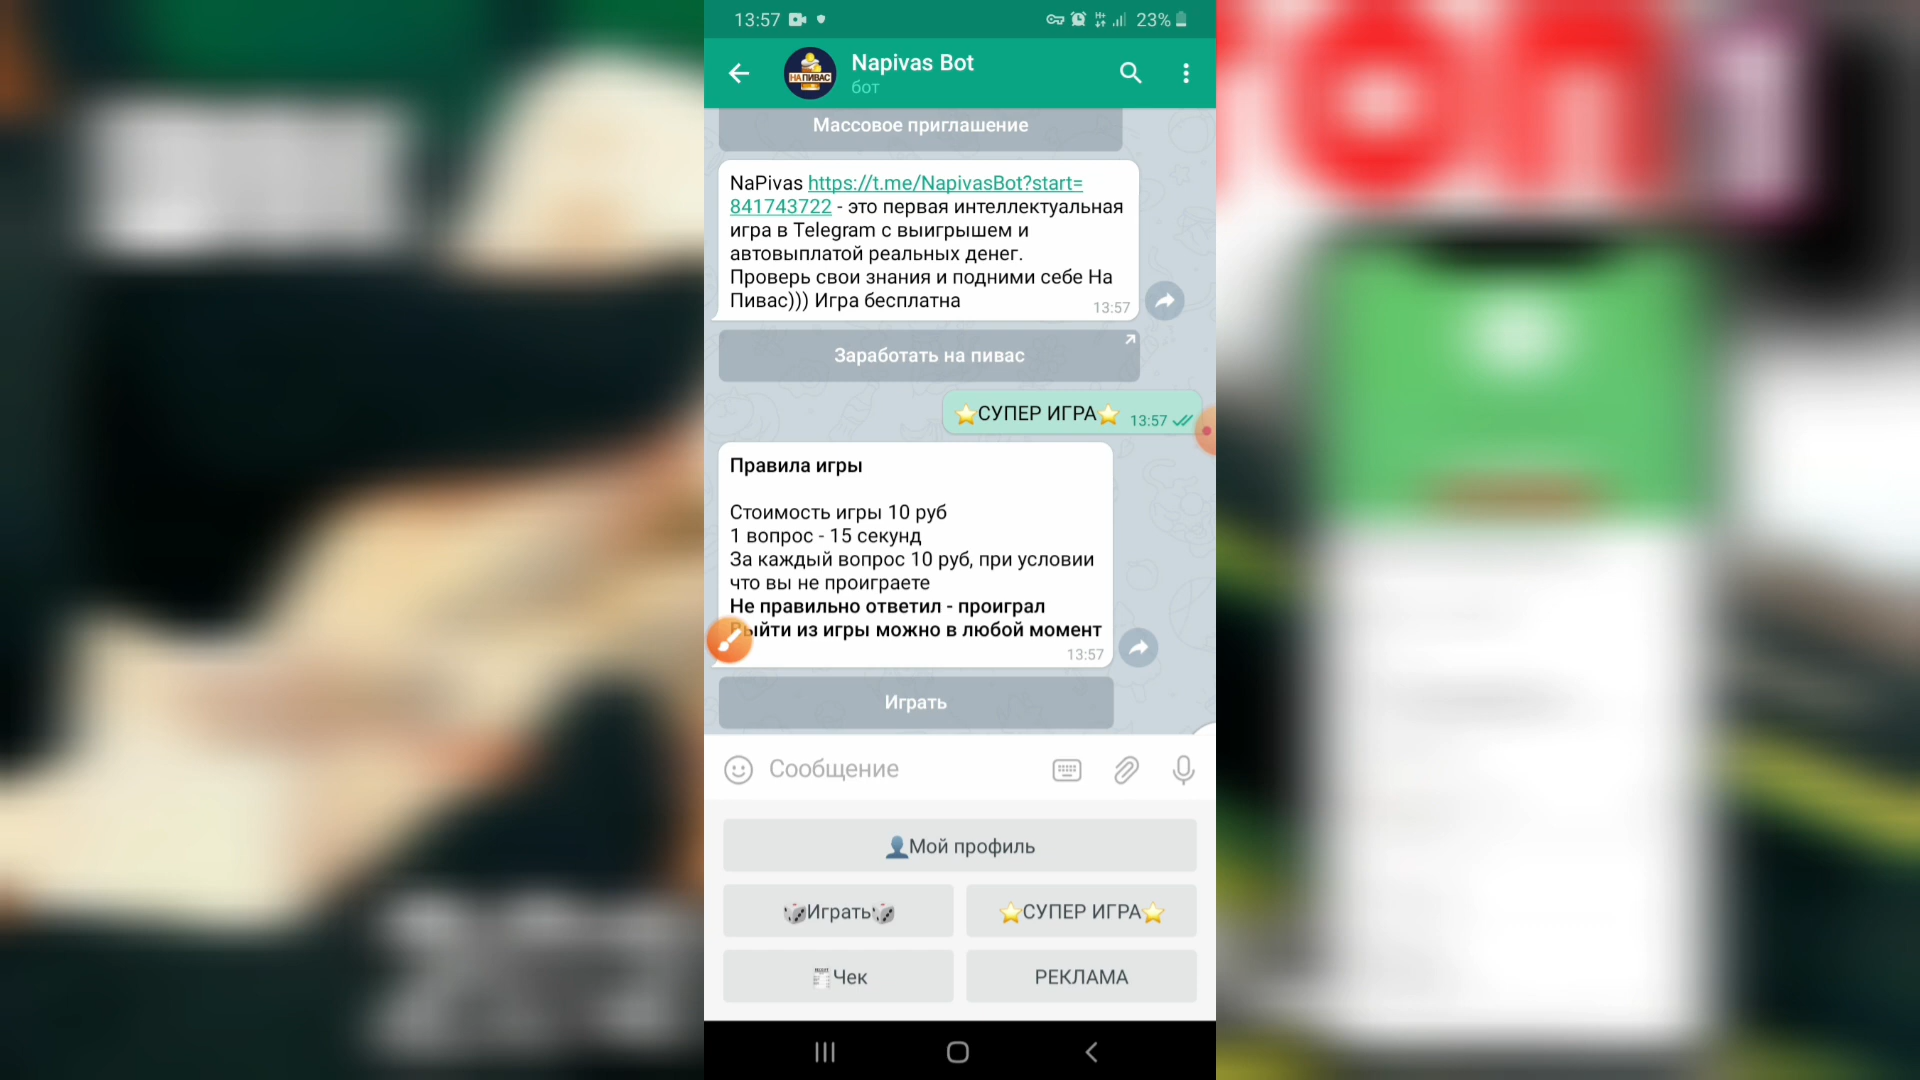 13:57
23%
НА ПИВАС
Napivas Bot
бот
Массовое приглашение
NaPivas https://t.me/NapivasBot?start=
841743722 - это первая интеллектуальная
игра в Telegram с выигрышем и
автовыплатой реальных денег.
Проверь свои знания и подними себе На
Пивас))) Игра бесплатна
13:57
Заработать на пивас
⭐СУПЕР ИГРА⭐
13:57
Правила игры
Стоимость игры 10 руб
1 вопрос - 15 секунд
За каждый вопрос 10 руб, при условии
что вы не проиграете
Не правильно ответил - проиграл
ыйти из игры можно в любой момент
13:57
Играть
Сообщение
👤Мой профиль
🎲Играть🎲
⭐СУПЕР ИГРА⭐
🧾Чек
РЕКЛАМА